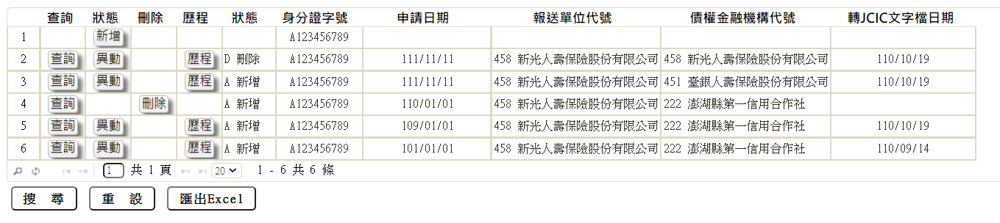 查詢 狀態 刪除 歷程 狀態 身分證字號 申請日期 報送單位代號 債權金融機構代號 轉JCIC文字檔日期
1 新增 A123456789
2 查詢 異動 歷程 D 刪除 A123456789 111/11/11 458 新光人壽保險股份有限公司 458 新光人壽保險股份有限公司 110/10/19
3 查詢 異動 歷程 A 新增 A123456789 111/11/11 458 新光人壽保險股份有限公司 451 臺銀人壽保險股份有限公司 110/10/19
4 查詢 刪除 A 新增 A123456789 110/01/01 458 新光人壽保險股份有限公司 222 澎湖縣第一信用合作社
5 查詢 異動 歷程 A 新增 A123456789 109/01/01 458 新光人壽保險股份有限公司 222 澎湖縣第一信用合作社 110/10/19
6 查詢 異動 歷程 A 新增 A123456789 101/01/01 458 新光人壽保險股份有限公司 222 澎湖縣第一信用合作社 110/09/14
1 共 1 頁 20 1 - 6 共 6 條
搜 尋 重 設 匯出Excel